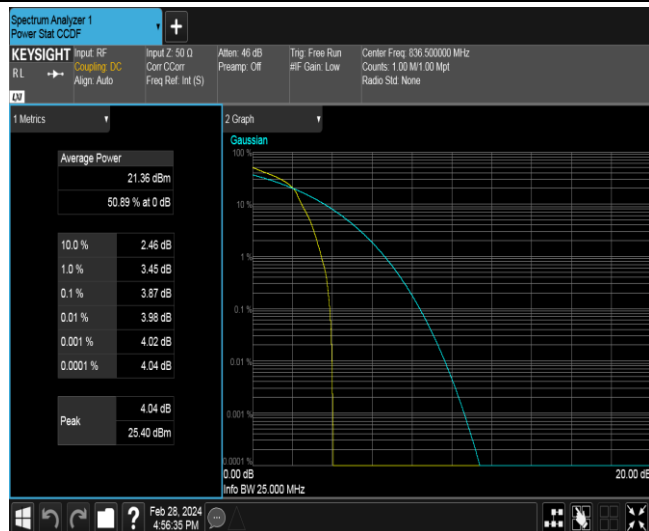 Spectrum Analyzer 1
Power Stat CCDF
+
KEYSIGHT
RL
Input: RF
Coupling: DC
Align: Auto
Input Z: 50 Ω
Corr CCorr
Freq Ref: Int (S)
Atten: 46 dB
Preamp: Off
Trig: Free Run
#IF Gain: Low
Center Freq: 836.500000 MHz
Counts: 1.00 M/1.00 Mpt
Radio Std: None
1 Metrics
Average Power
21.36 dBm
50.89 % at 0 dB
10.0 % 2.46 dB
1.0 % 3.45 dB
0.1 % 3.87 dB
0.01 % 3.98 dB
0.001 % 4.02 dB
0.0001 % 4.04 dB
Peak
4.04 dB
25.40 dBm
2 Graph
Gaussian
100 %
10 %
1 %
0.1 %
0.01 %
0.001 %
0.0001 %
0.00 dB 20.00 dB
Info BW 25.000 MHz
?
Feb 28, 2024
4:56:35 PM